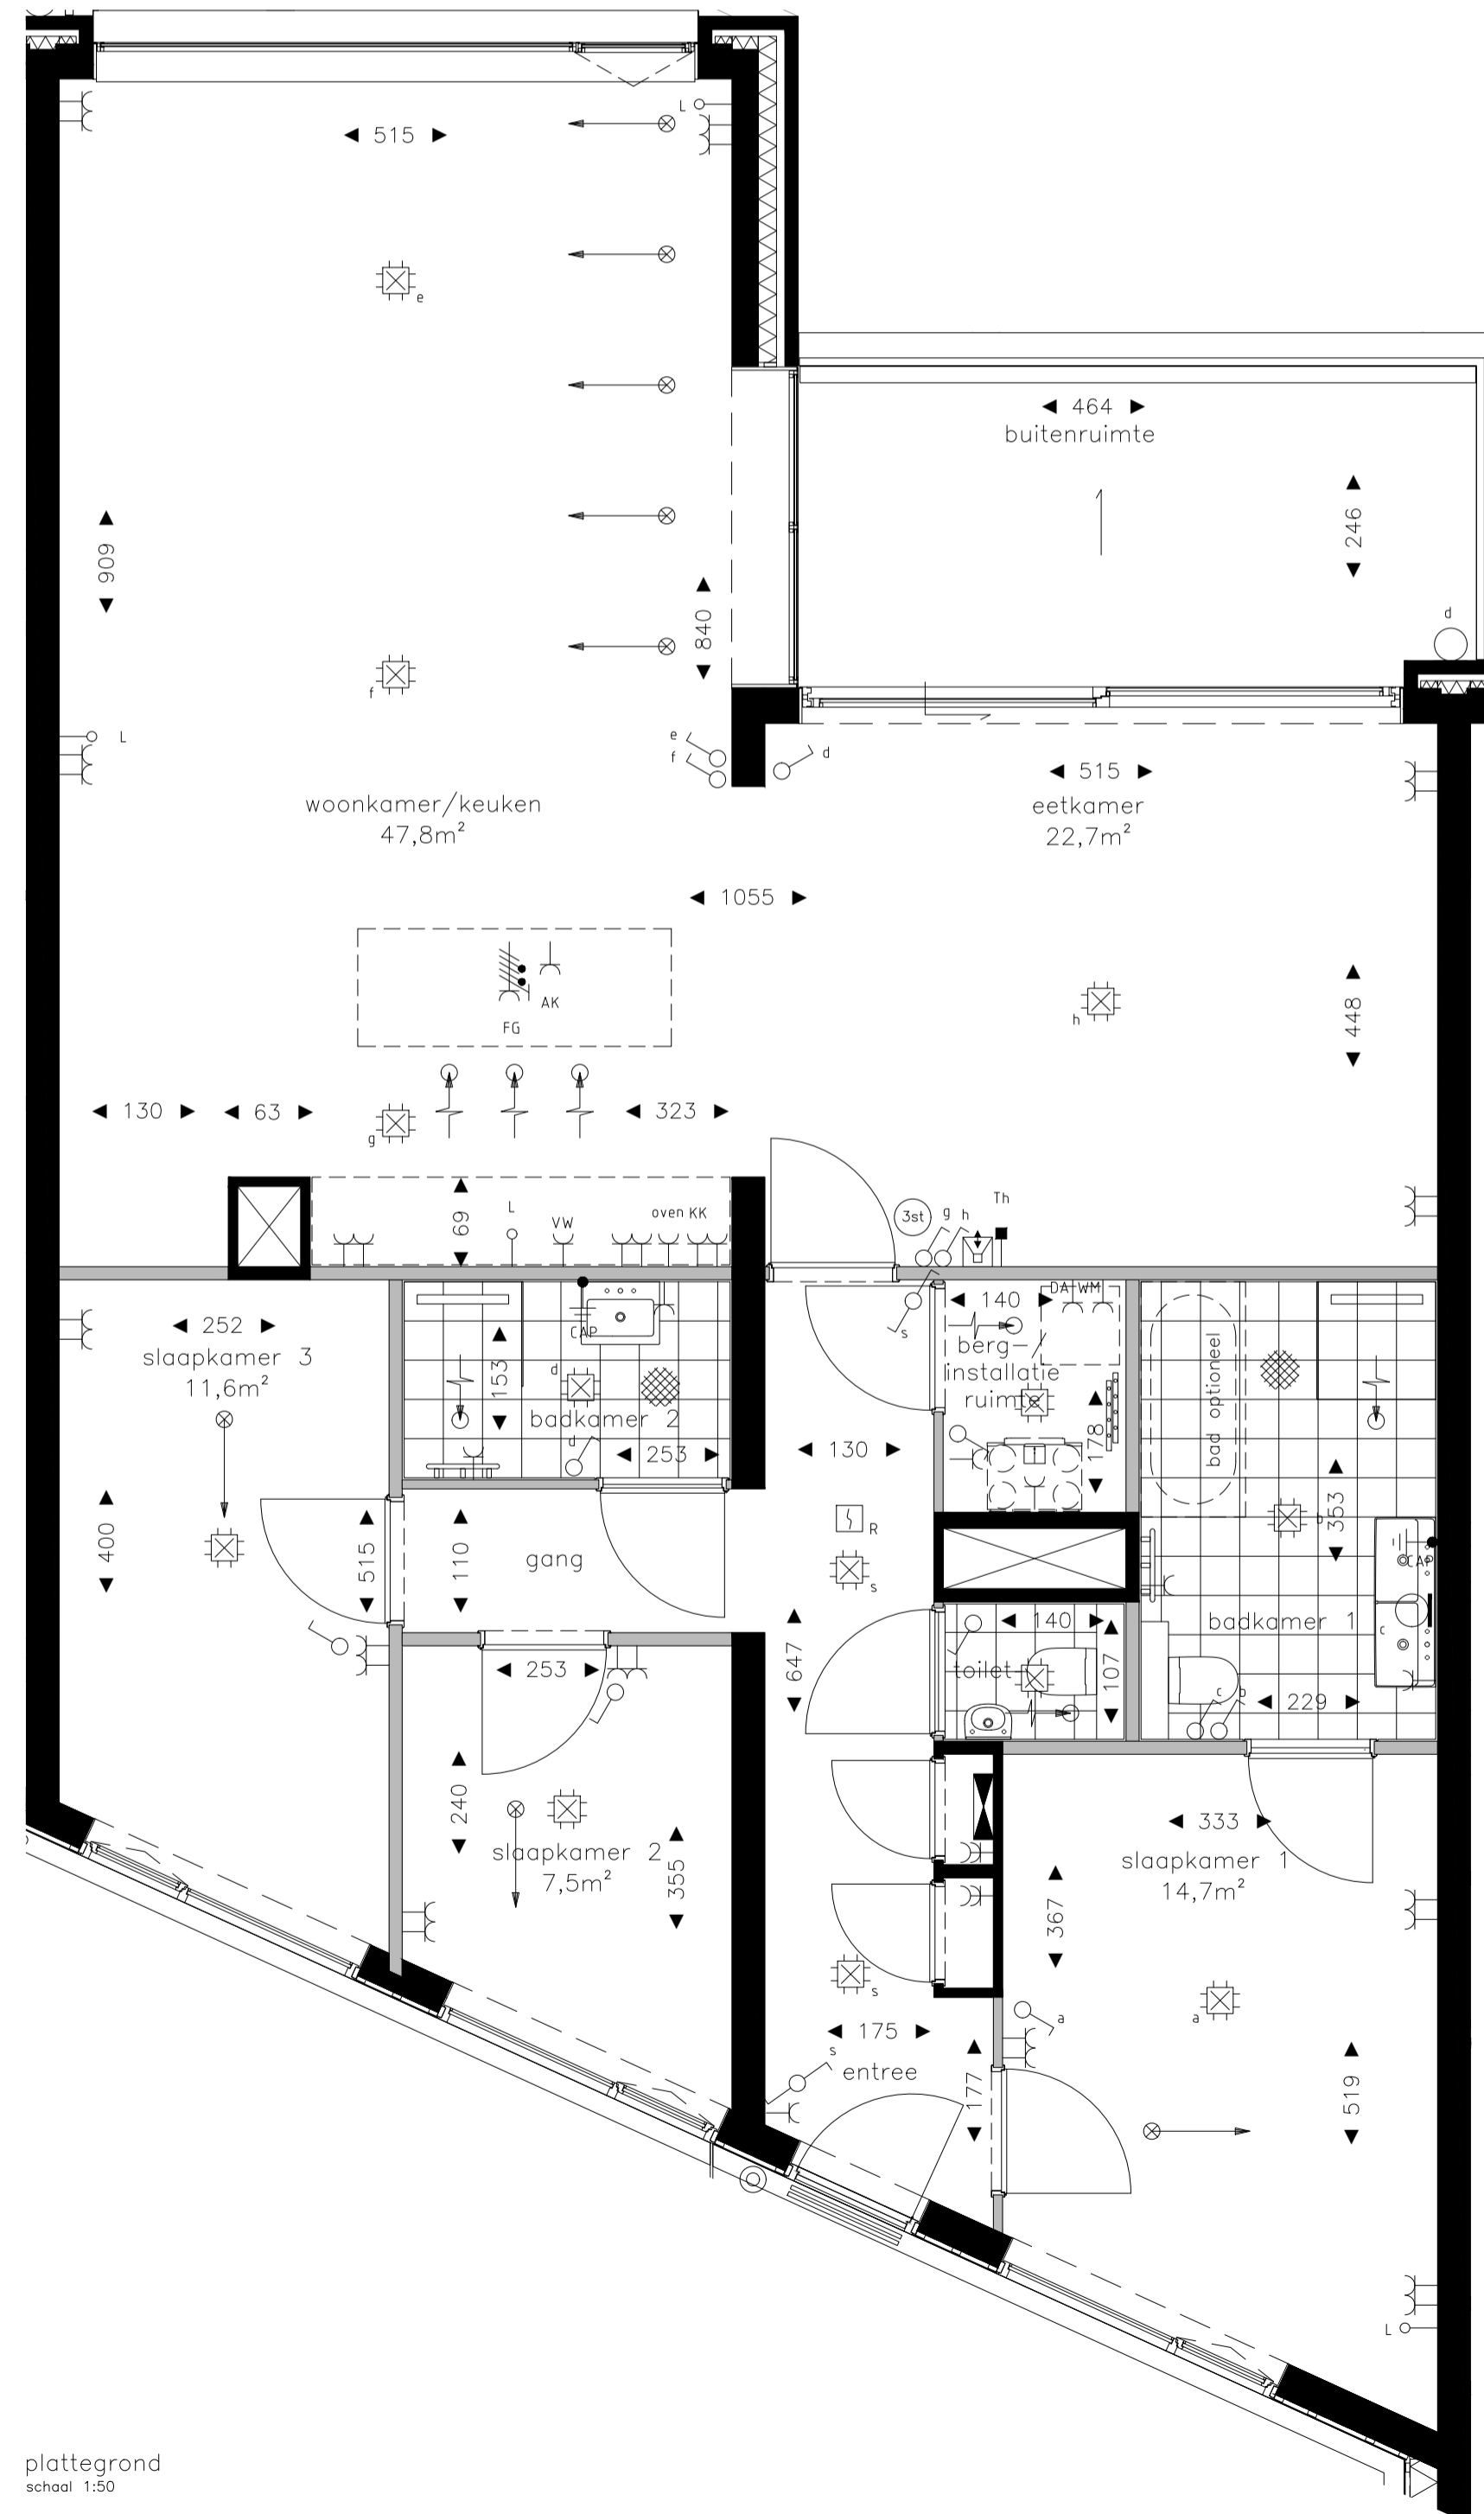 515
L
e
464
buitenruimte
246
909
840
d
f
L
e
f
d
515
woonkamer/keuken
47,8m²
eetkamer
22,7m²
1055
AK
FG
h
448
130
63
g
323
69
L
VW
oven KK
3st
g
h
Th
252
slaapkamer 3
11,6m²
CAP
153
d
badkamer 2
d
253
s
140
DA WM
berg-/
installatie
ruimte
178
130
bad optioneel
353
b
CAP
400
515
110
gang
R
s
140
toilet
107
647
badkamer 1
c
c
b
229
253
240
slaapkamer 2
7,5m²
355
333
slaapkamer 1
14,7m²
367
s
a
a
175
s
entree
177
519
L
plattegrond
schaal 1:50